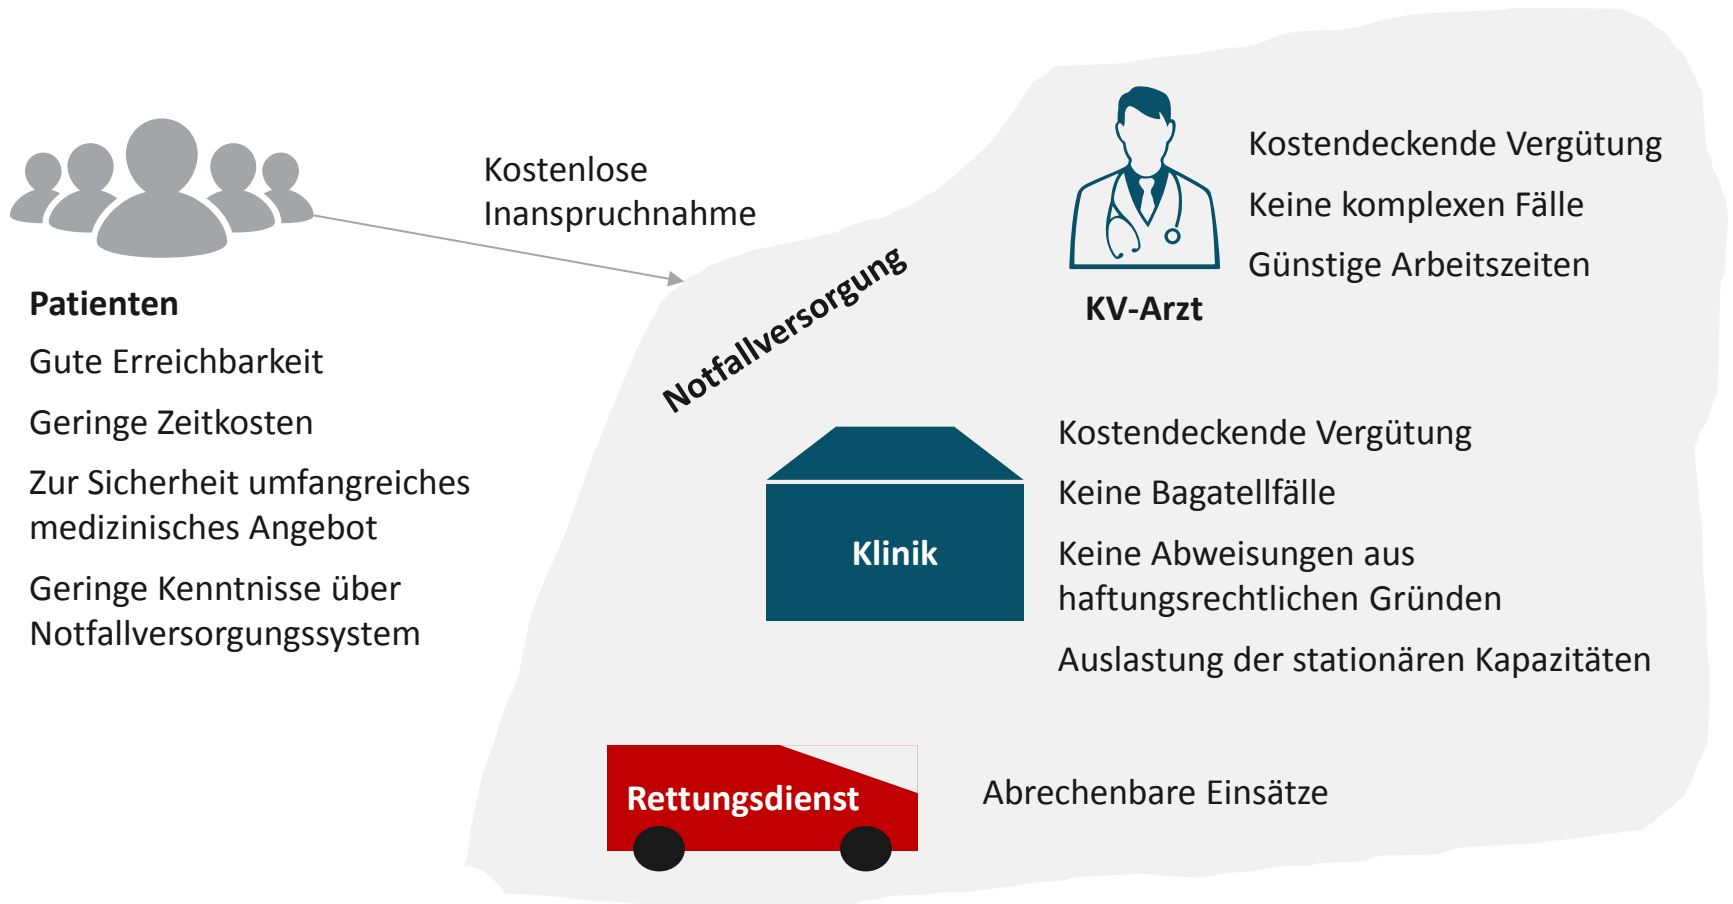 Kostenlose
Inanspruchnahme
Patienten
Gute Erreichbarkeit
Geringe Zeitkosten
Zur Sicherheit umfangreiches
medizinisches Angebot
Geringe Kenntnisse über
Notfallversorgungssystem
Notfallversorgung
KV-Arzt
Kostendeckende Vergütung
Keine komplexen Fälle
Günstige Arbeitszeiten
Klinik
Kostendeckende Vergütung
Keine Bagatellfälle
Keine Abweisungen aus
haftungsrechtlichen Gründen
Auslastung der stationären Kapazitäten
Rettungsdienst
Abrechenbare Einsätze